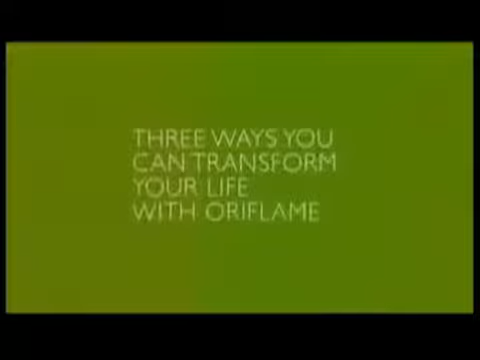 THREE WAYS YOU
CAN TRANSFORM
YOUR LIFE
WITH ORIFLAME